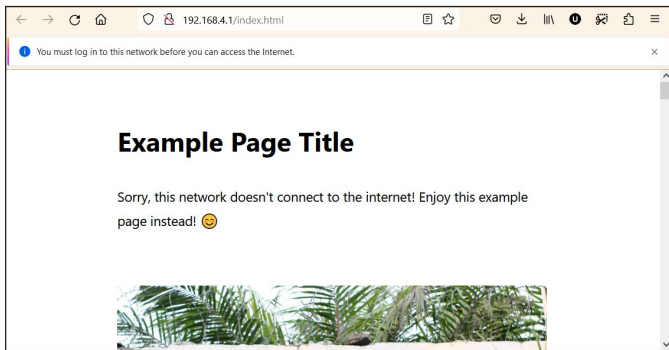 192.168.4.1/index.html
You must log in to this network before you can access the Internet.
Example Page Title
Sorry, this network doesn't connect to the internet! Enjoy this example
page instead! 😊